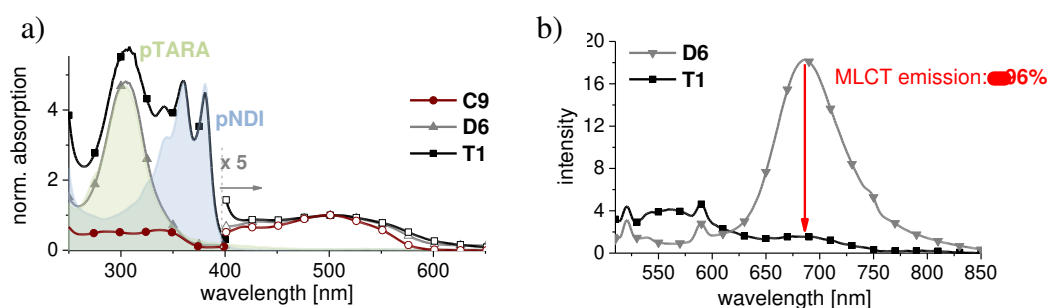 a)
pTARA
pNDI
x 5
C9
D6
T1
norm. absorption
4
2
0
300
400
500
600
wavelength [nm]
b)
D6
T1
MLCT emission: 96%
intensity
20
16
12
8
4
0
550
600
650
700
750
800
850
wavelength [nm]